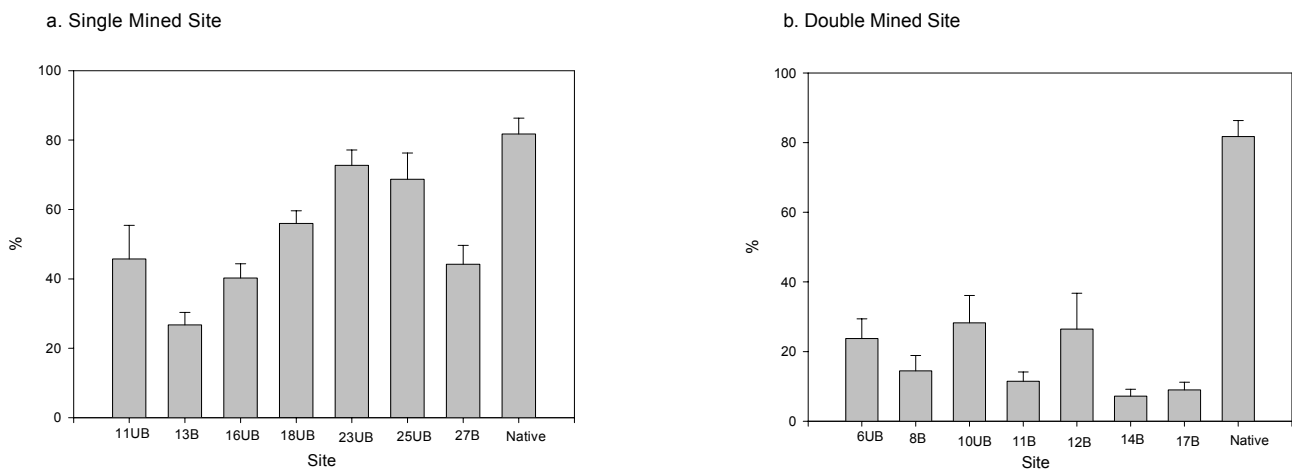 a. Single Mined Site
100
80
60
40
20
0
%
11UB 13B 16UB 18UB 23UB 25UB 27B Native
Site
b. Double Mined Site
100
80
60
40
20
0
%
6UB 8B 10UB 11B 12B 14B 17B Native
Site